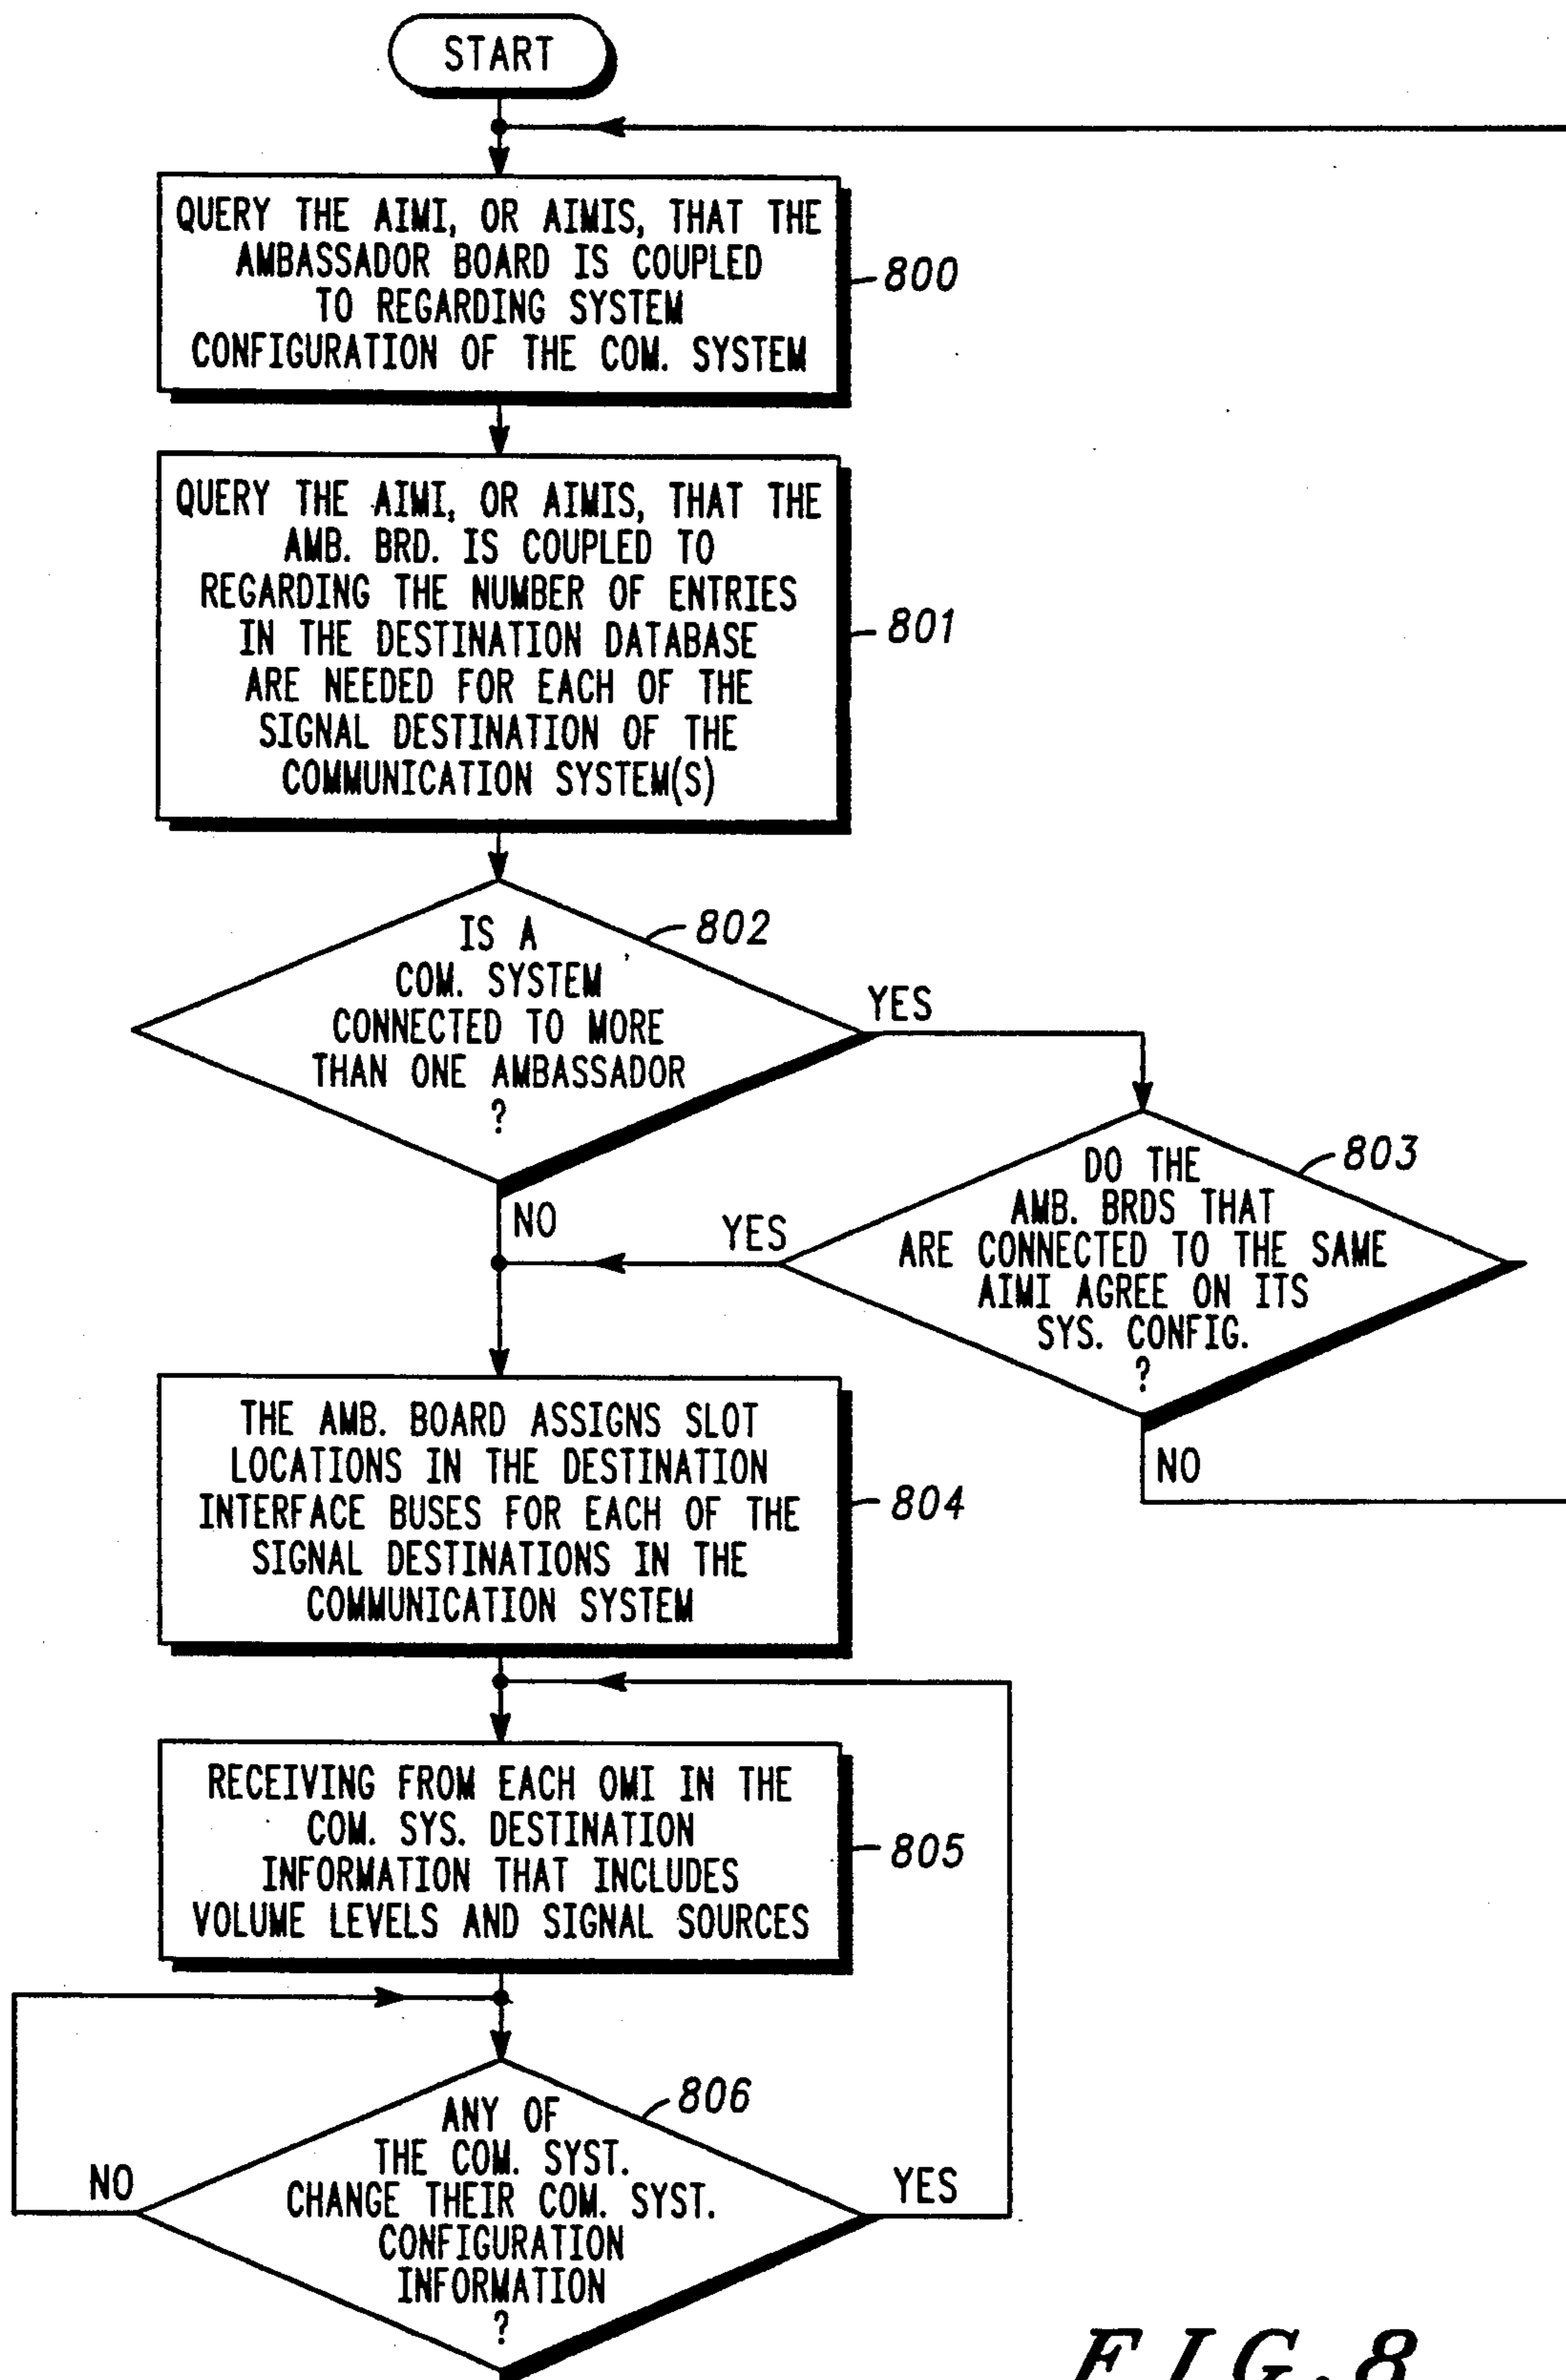 START
QUERY THE AIMI, OR AIMIS, THAT THE
AMBASSADOR BOARD IS COUPLED
TO REGARDING SYSTEM
CONFIGURATION OF THE COM. SYSTEM
800
QUERY THE AIMI, OR AIMIS, THAT THE
AMB. BRD. IS COUPLED TO
REGARDING THE NUMBER OF ENTRIES
IN THE DESTINATION DATABASE
ARE NEEDED FOR EACH OF THE
SIGNAL DESTINATION OF THE
COMMUNICATION SYSTEM(S)
801
IS A
COM. SYSTEM
CONNECTED TO MORE
THAN ONE AMBASSADOR
?
802
YES
NO
DO THE
AMB. BRDS THAT
ARE CONNECTED TO THE SAME
AIMI AGREE ON ITS
SYS. CONFIG.
?
803
YES
NO
THE AMB. BOARD ASSIGNS SLOT
LOCATIONS IN THE DESTINATION
INTERFACE BUSES FOR EACH OF THE
SIGNAL DESTINATIONS IN THE
COMMUNICATION SYSTEM
804
RECEIVING FROM EACH OMI IN THE
COM. SYS. DESTINATION
INFORMATION THAT INCLUDES
VOLUME LEVELS AND SIGNAL SOURCES
805
ANY OF
THE COM. SYST.
CHANGE THEIR COM. SYST.
CONFIGURATION
INFORMATION
?
806
NO
YES
FIG. 8